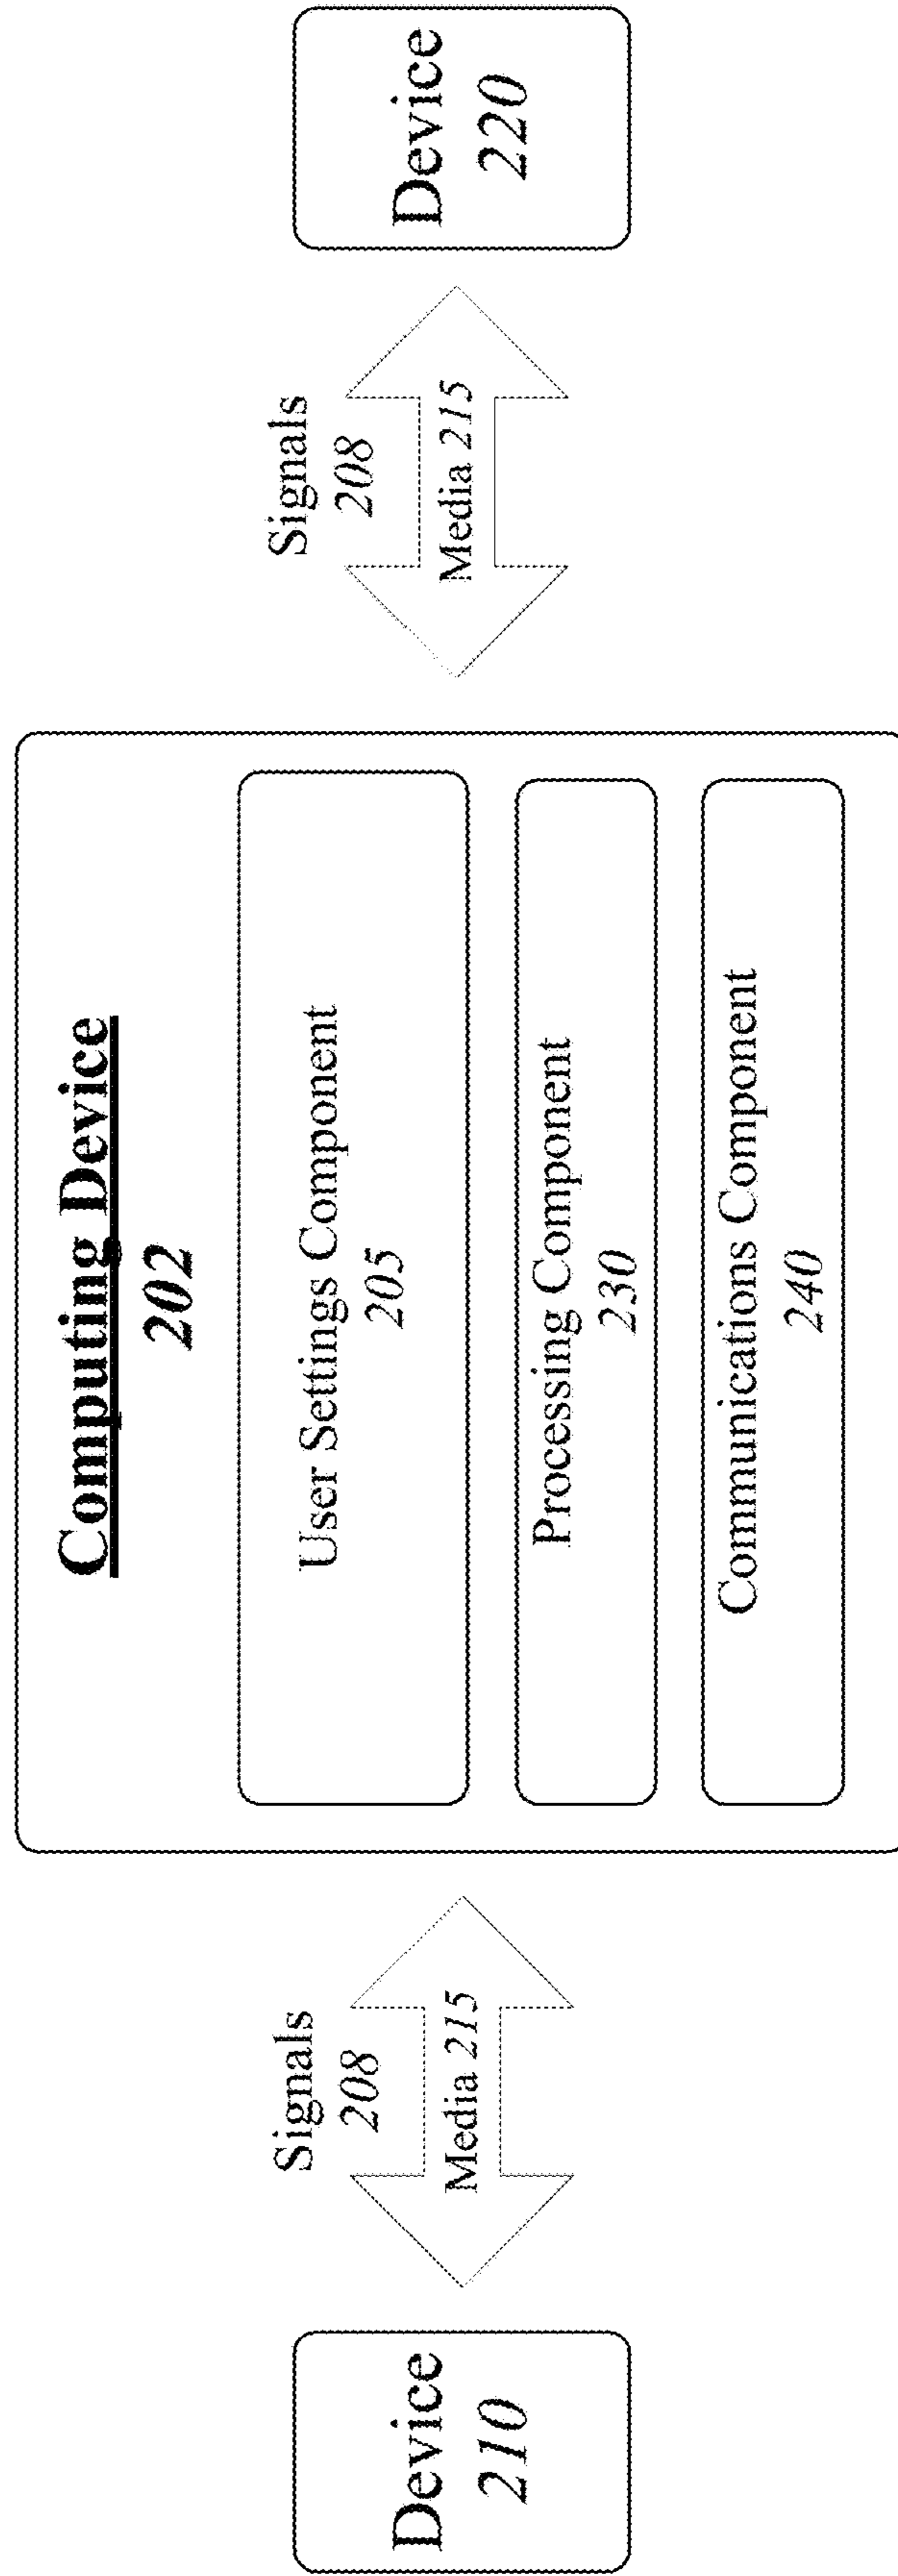 Computing Device
202
User Settings Component
205
Processing Component
230
Communications Component
240
Device
210
Signals
208
Media 215
Signals
208
Media 215
Device
220